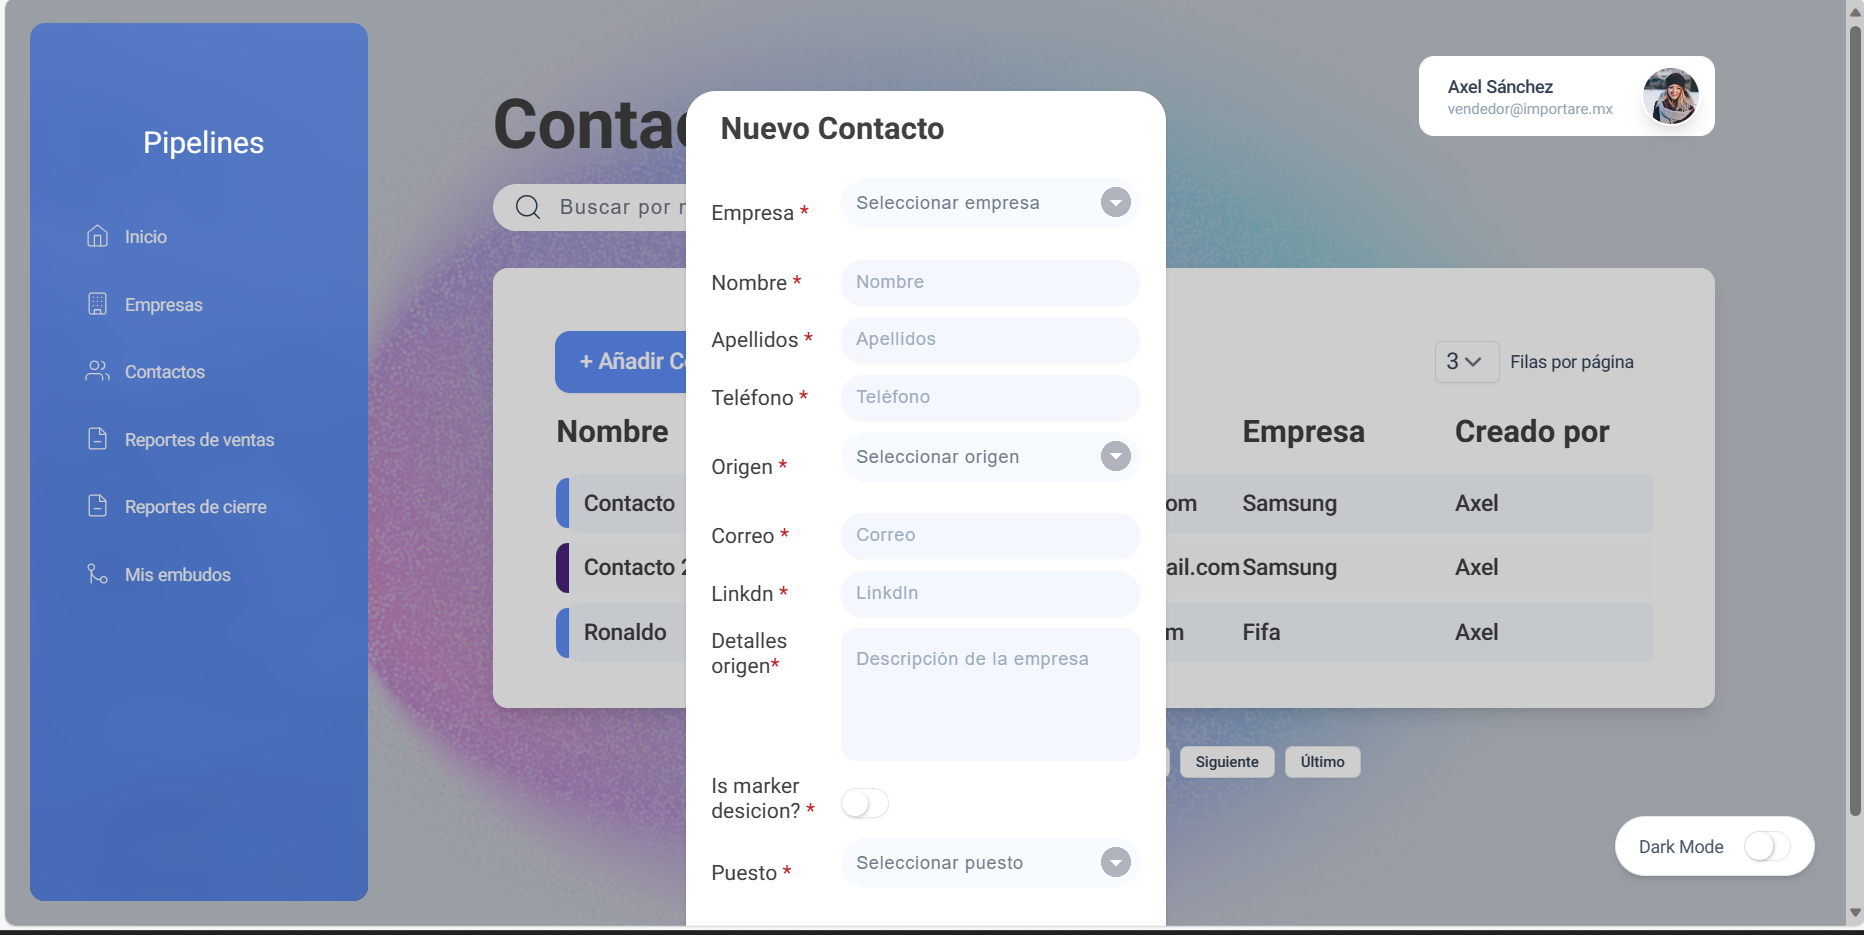 Pipelines
Inicio
Empresas
Contactos
Reportes de ventas
Reportes de cierre
Mis embudos
Contac
Buscar por
+ Añadir C
Axel Sánchez
vendedor@importare.mx
3
Filas por página
Nombre Empresa Creado por
Contacto om Samsung Axel
Contacto 2 ail.com Samsung Axel
Ronaldo m Fifa Axel
Siguiente Último
Dark Mode
Nuevo Contacto
Empresa * Seleccionar empresa
Nombre * Nombre
Apellidos * Apellidos
Teléfono * Teléfono
Origen * Seleccionar origen
Correo * Correo
Linkdn * LinkdIn
Detalles
origen* Descripción de la empresa
Is marker
desicion? *
Puesto * Seleccionar puesto